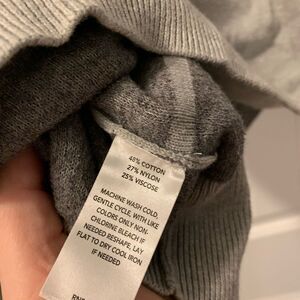 48% COTTON
27% NYLON
25% VISCOSE
MACHINE WASH COLD,
GENTLE CYCLE, WITH LIKE
COLORS ONLY NON-
CHLORINE BLEACH IF
NEEDED RESHAPE, LAY
FLAT TO DRY COOL IRON
IF NEEDED